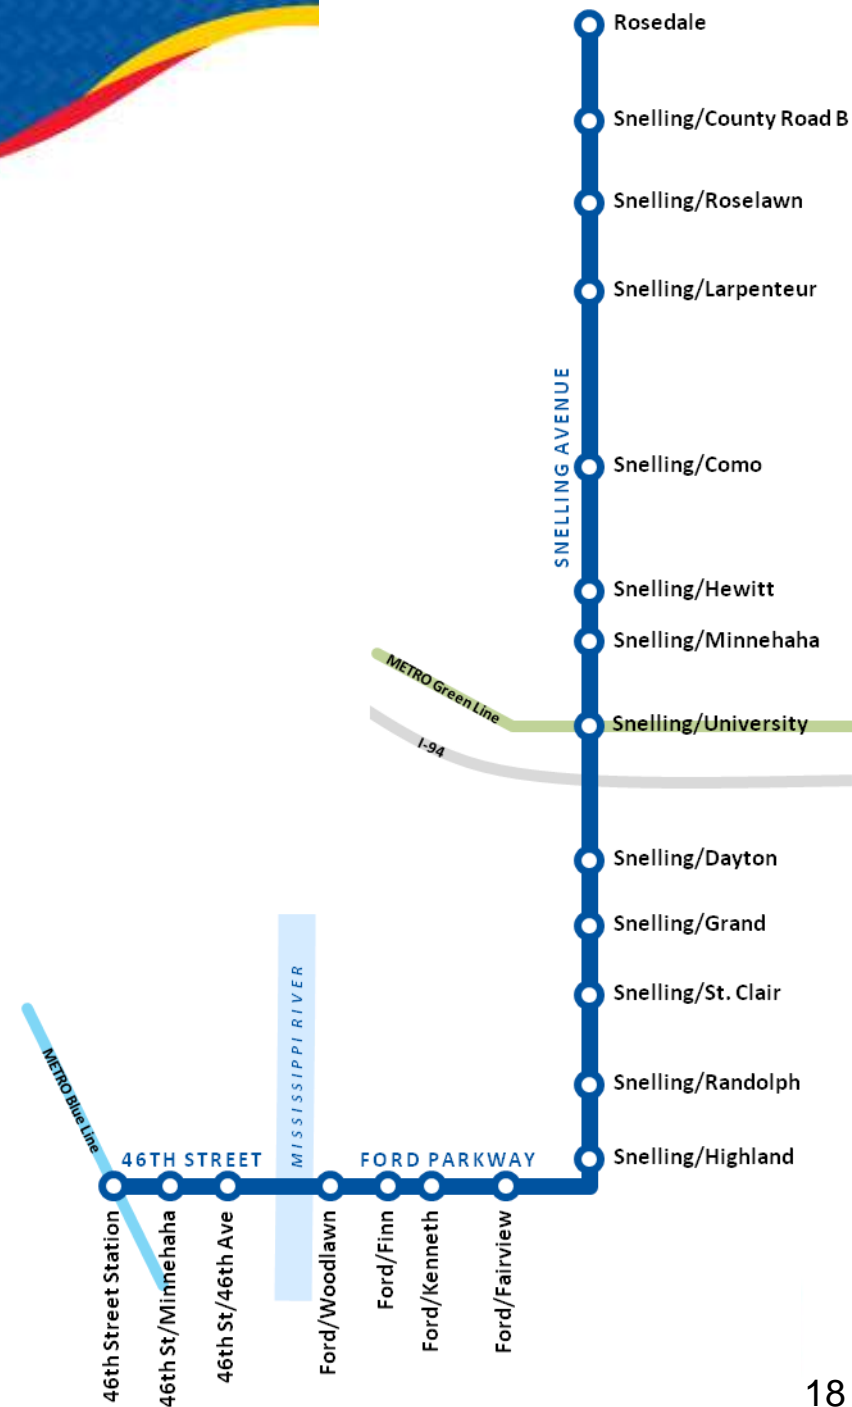 Rosedale
Snelling/County Road B
Snelling/Roselawn
Snelling/Larpenteur
SNELLING AVENUE
Snelling/Como
Snelling/Hewitt
Snelling/Minnehaha
METRO Green Line
Snelling/University
I-94
Snelling/Dayton
Snelling/Grand
Snelling/St. Clair
MISSISSIPPI RIVER
METRO Blue Line
Snelling/Randolph
46TH STREET
FORD PARKWAY
Snelling/Highland
46th Street Station
46th St/Minnehaha
46th St/46th Ave
Ford/Woodlawn
Ford/Finn
Ford/Kenneth
Ford/Fairview
18